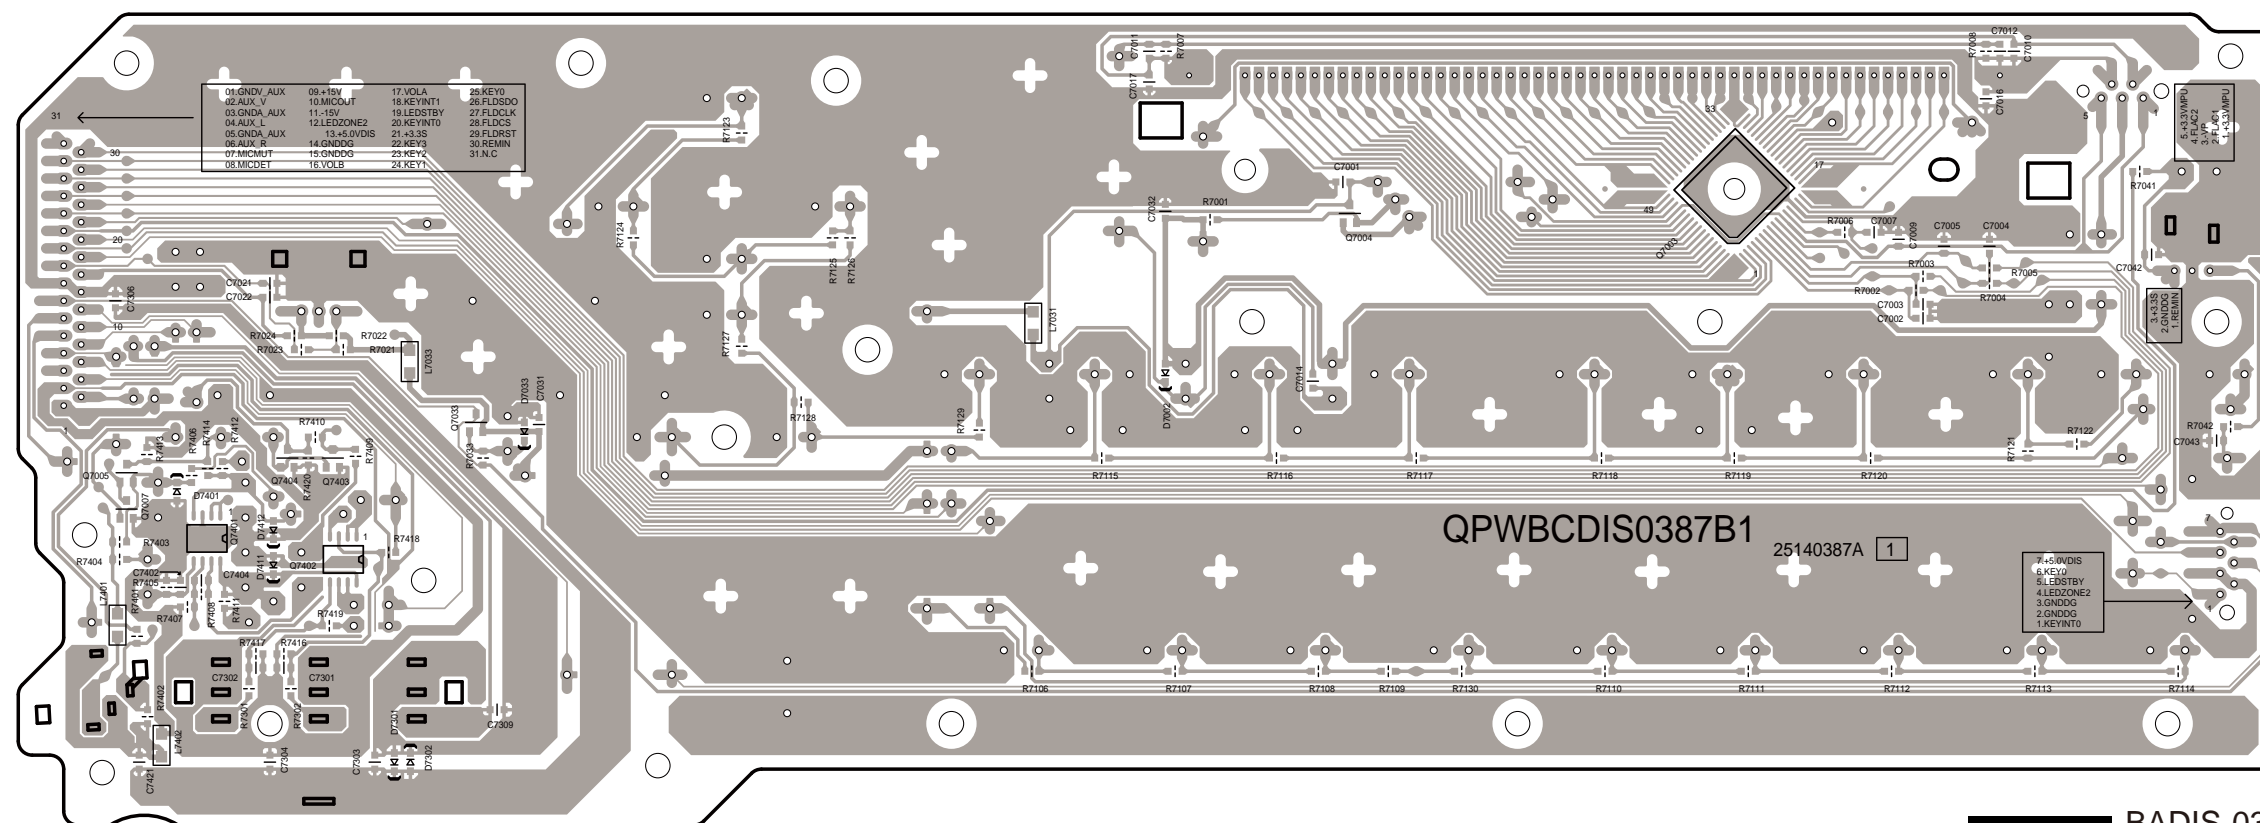 C7011
R7007
R7008
C7012
C7010
C7017
C7016
31
01.GNDV_AUX 09.+15V 17.VOLA 25.KEY0
02.AUX_V 10.MICOUT 18.KEYINT1 26.FLDSDO
03.GNDA_AUX 11.-15V 19.LEDSTBY 27.FLDCLK
04.AUX_L 12.LEDZONE2 20.KEYINT0 28.FLDCS
05.GNDA_AUX 13.+5.0VDIS 21.+3.3S 29.FLDRST
06.AUX_R 14.GNDDG 22.KEY3 30.REMIN
07.MICMUT 15.GNDDG 23.KEY2 31.N.C
08.MICDET 16.VOLB 24.KEY1
30
R7123
33
5
1
5.+3.3VMPU
4.FLAC2
3.-VP
2.FLAC1
1.+3.3VMPU
17
C7001
R7041
49
R7124
C7032
R7001
Q7004
Q7003
1
R7006
C7007
C7009
C7005
C7004
20
R7125
R7126
C7042
C7021
C7022
C7306
R7003
R7005
R7002
R7004
C7003
C7002
3.+3.3S
2.GNDDG
1.REMIN
10
R7024
R7022
R7023
R7021
L7033
R7127
L7031
D7033
C7031
C7014
D7002
R7128
R7129
Q7033
R7033
1
R7413
R7406
R7414
R7412
R7410
R7409
R7121
R7122
R7042
C7043
Q7005
D7401
Q7404
R7420
Q7403
R7115
R7116
R7117
R7118
R7119
R7120
Q7007
1
Q7401
D7412
1
QPWBCDIS0387B1
25140387A 1
7
R7403
R7404
R7418
C7402
R7405
C7404
D7411
Q7402
7.+5.0VDIS
6.KEY0
5.LEDSTBY
4.LEDZONE2
3.GNDDG
2.GNDDG
1.KEYINT0
1
L7401
R7401
R7407
R7408
R7411
R7419
R7417
R7416
C7302
C7301
R7402
R7301
R7302
R7106
R7107
R7108
R7109
R7130
R7110
R7111
R7112
R7113
R7114
L7402
D7301
C7309
C7421
C7304
C7303
D7302
BADIS-03